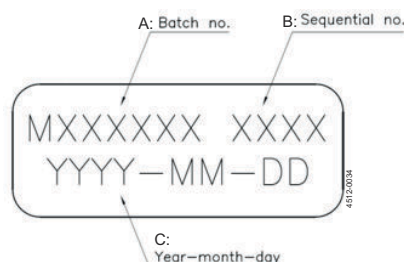 A: Batch no.
B: Sequential no.
MXXXXXX XXXX
YYYY-MM-DD
4512-0034
C:
Year-month-day